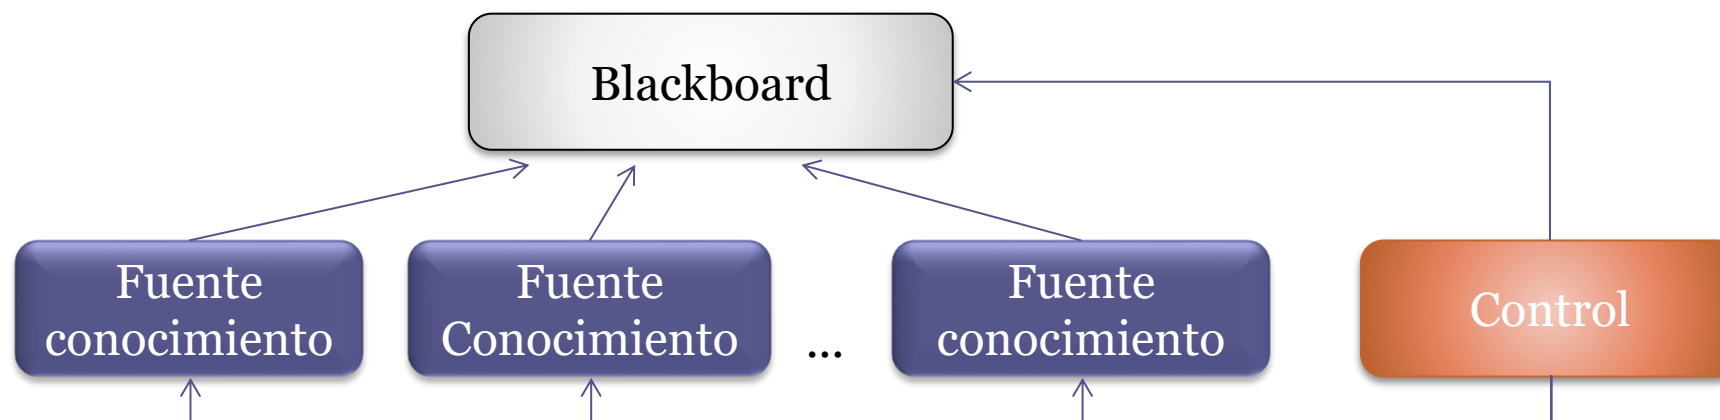 Blackboard
Fuente
conocimiento
Fuente
Conocimiento
...
Fuente
conocimiento
Control